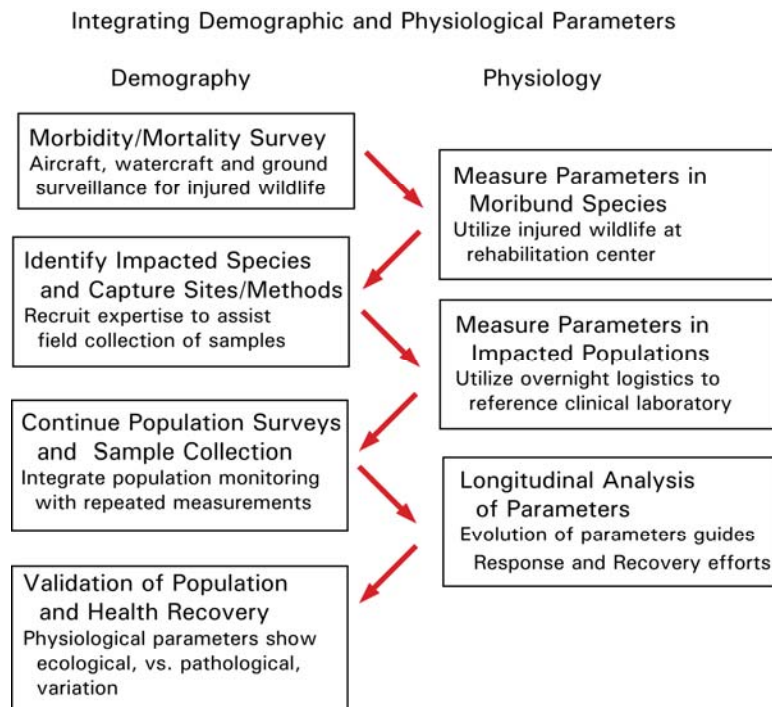 Integrating Demographic and Physiological Parameters
Demography
Physiology
Morbidity/Mortality Survey
Aircraft, watercraft and ground
surveillance for injured wildlife
Measure Parameters in
Moribund Species
Utilize injured wildlife at
rehabilitation center
Identify Impacted Species
and Capture Sites/Methods
Recruit expertise to assist
field collection of samples
Measure Parameters in
Impacted Populations
Utilize overnight logistics to
reference clinical laboratory
Continue Population Surveys
and Sample Collection
Integrate population monitoring
with repeated measurements
Longitudinal Analysis
of Parameters
Evolution of parameters guides
Response and Recovery efforts
Validation of Population
and Health Recovery
Physiological parameters show
ecological, vs. pathological,
variation